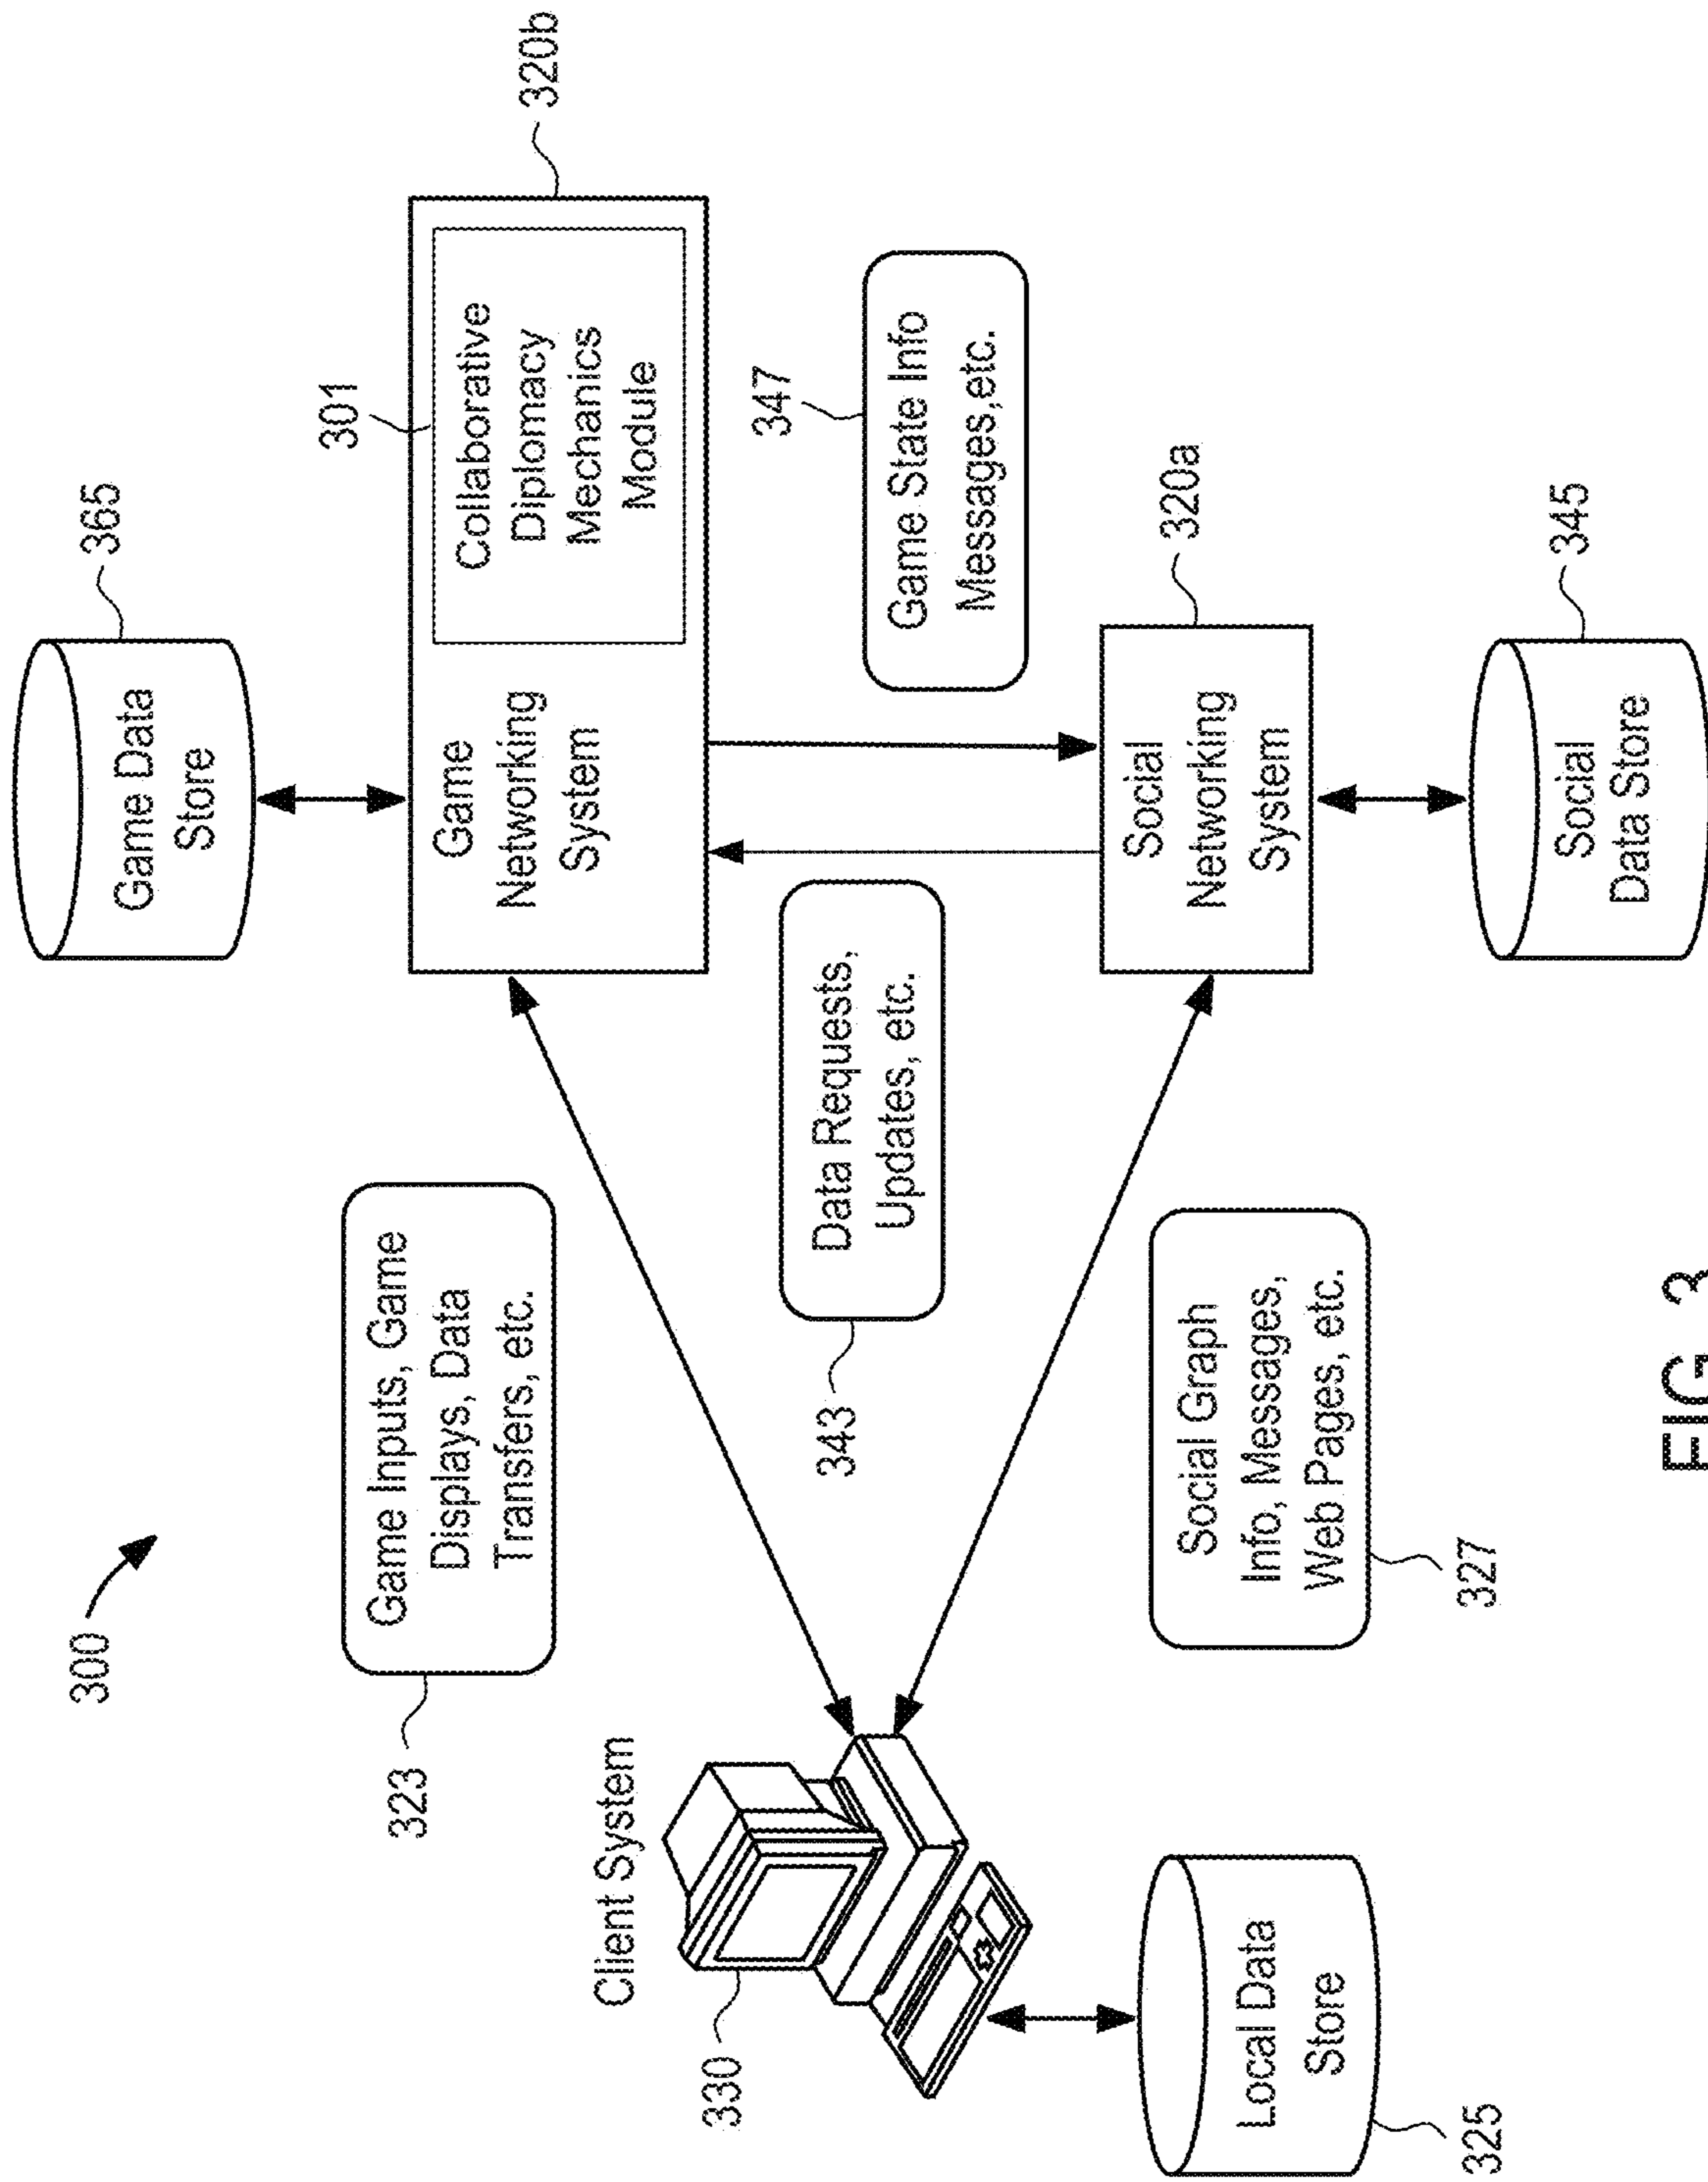 300
365
Game Data
Store
301
320b
Game
Networking
System
Collaborative
Diplomacy
Mechanics
Module
323
Game Inputs, Game
Displays, Data
Transfers, etc.
Client System
330
343
Data Requests,
Updates, etc.
347
Game State Info
Messages,etc.
320a
Social
Networking
System
Social Graph
Info, Messages,
Web Pages, etc.
327
Local Data
Store
325
345
Social
Data Store
FIG. 3